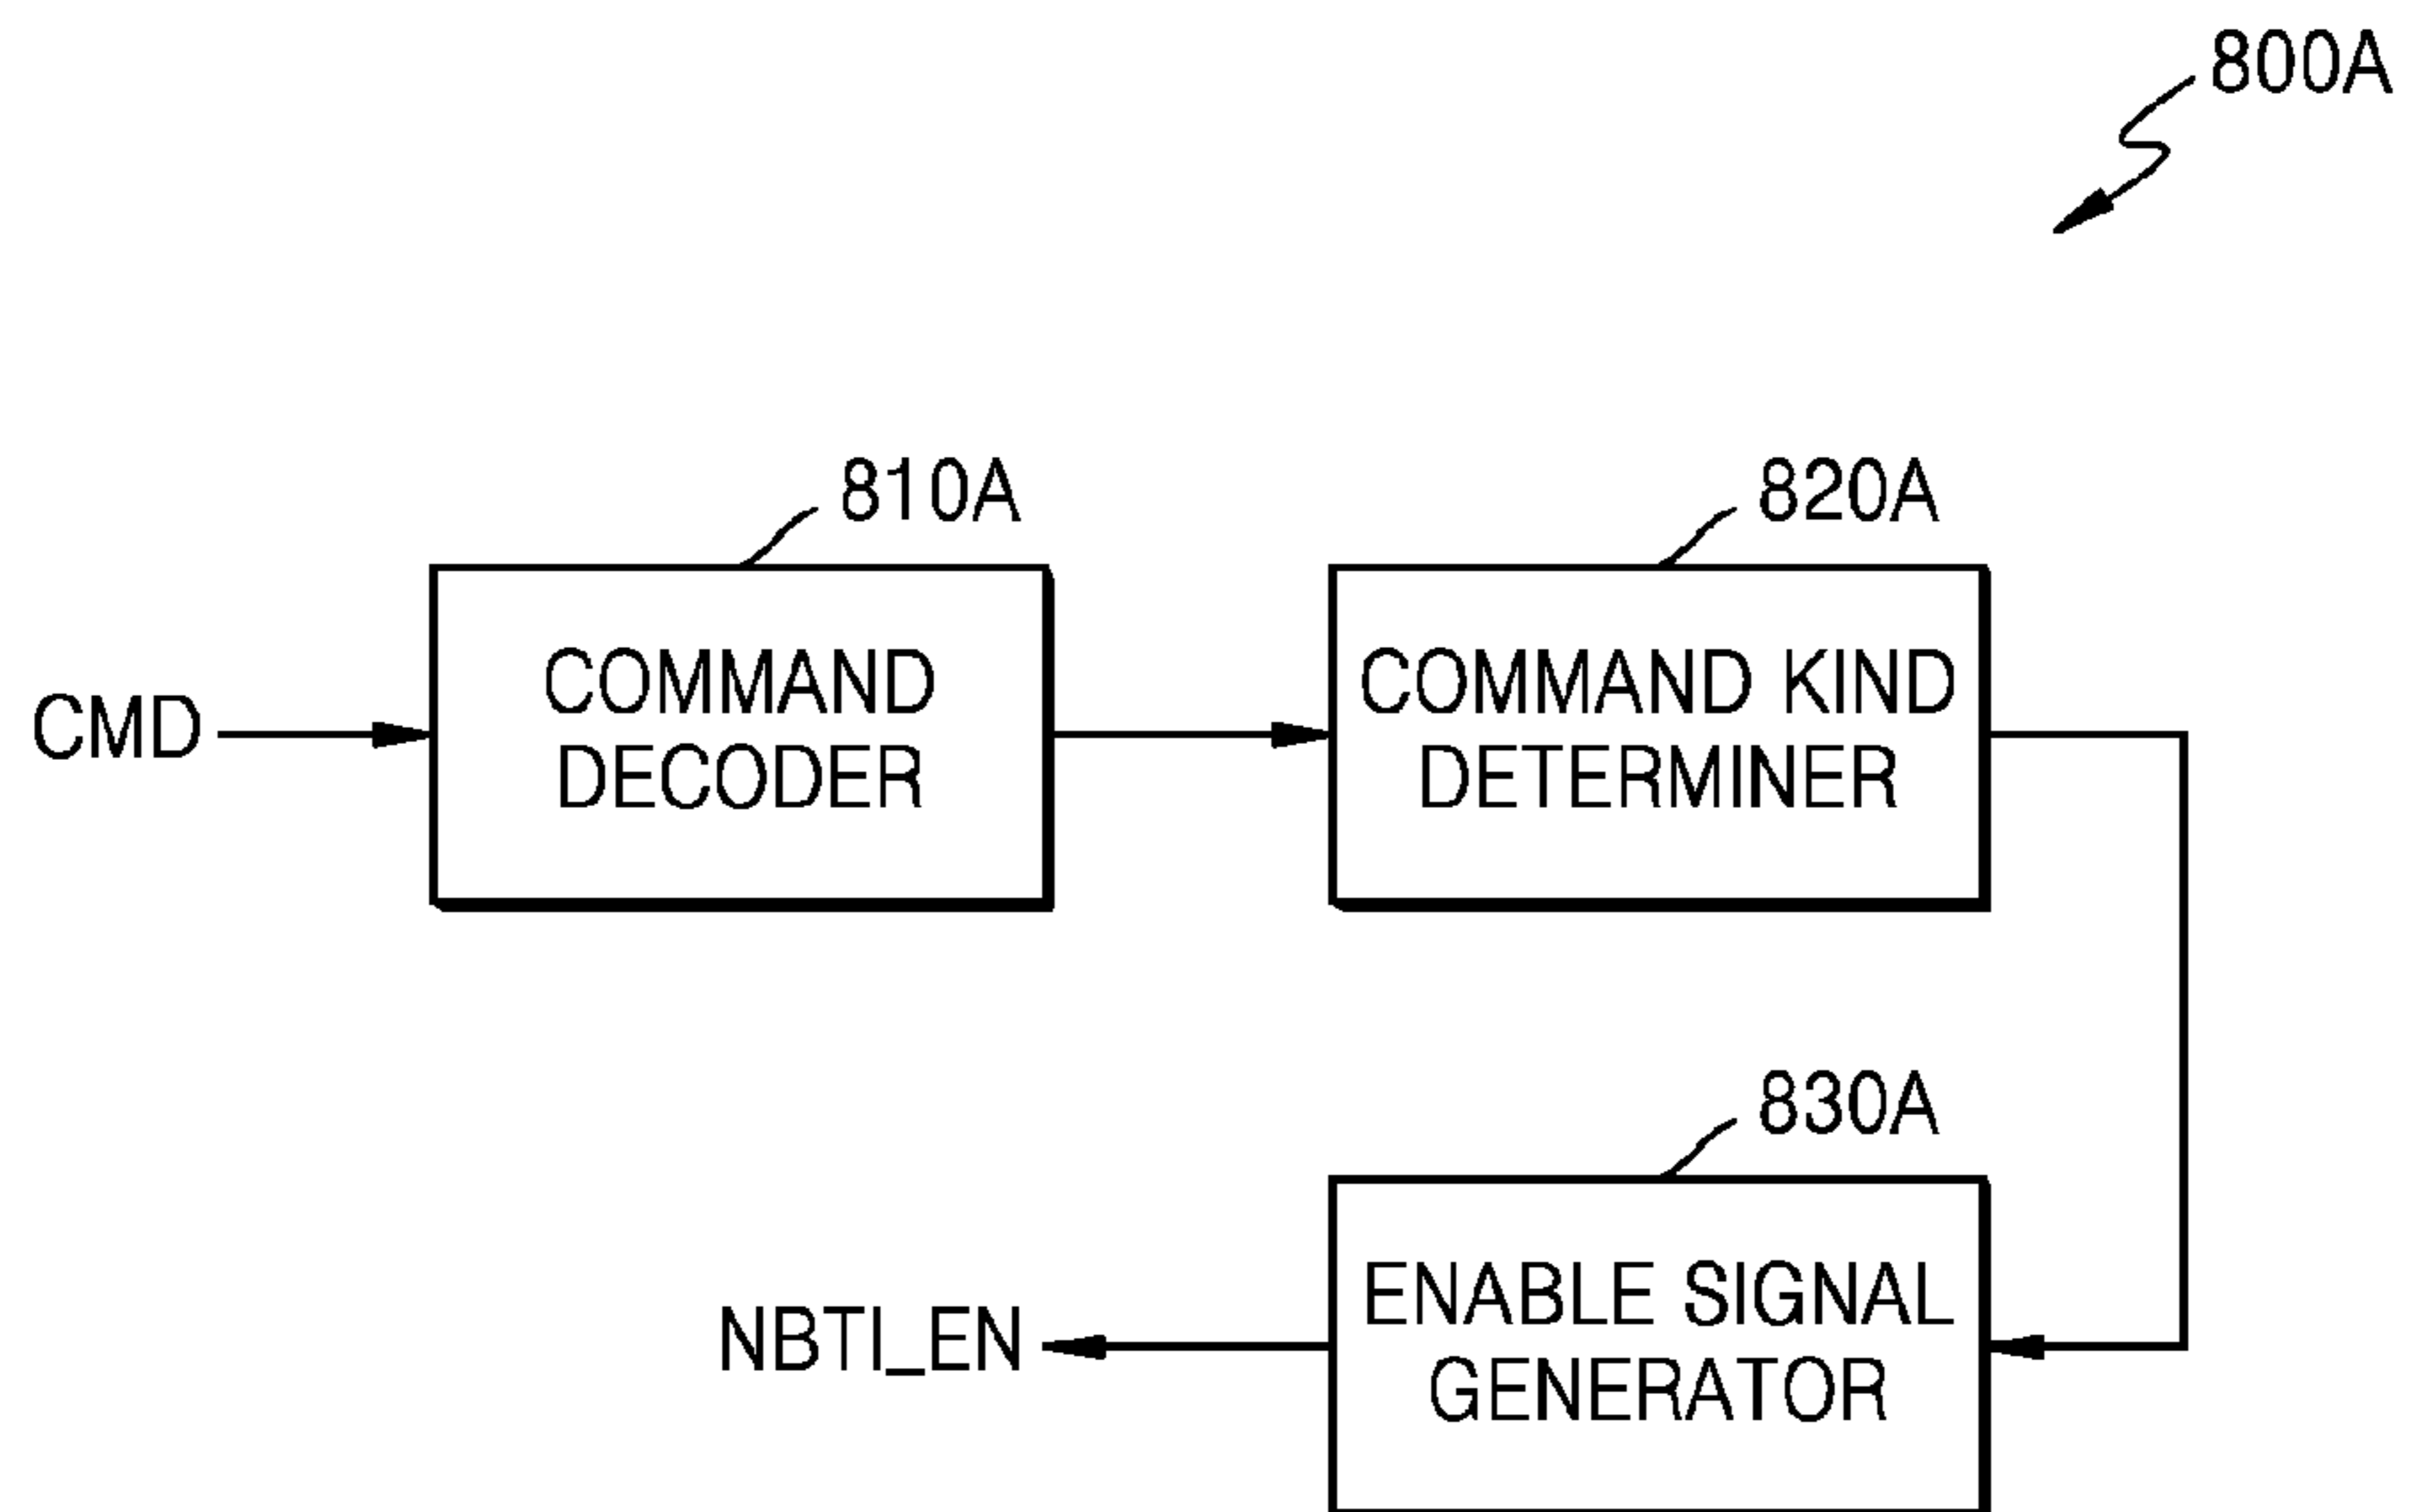 800A
810A
820A
CMD
COMMAND
DECODER
COMMAND KIND
DETERMINER
830A
NBTI_EN
ENABLE SIGNAL
GENERATOR